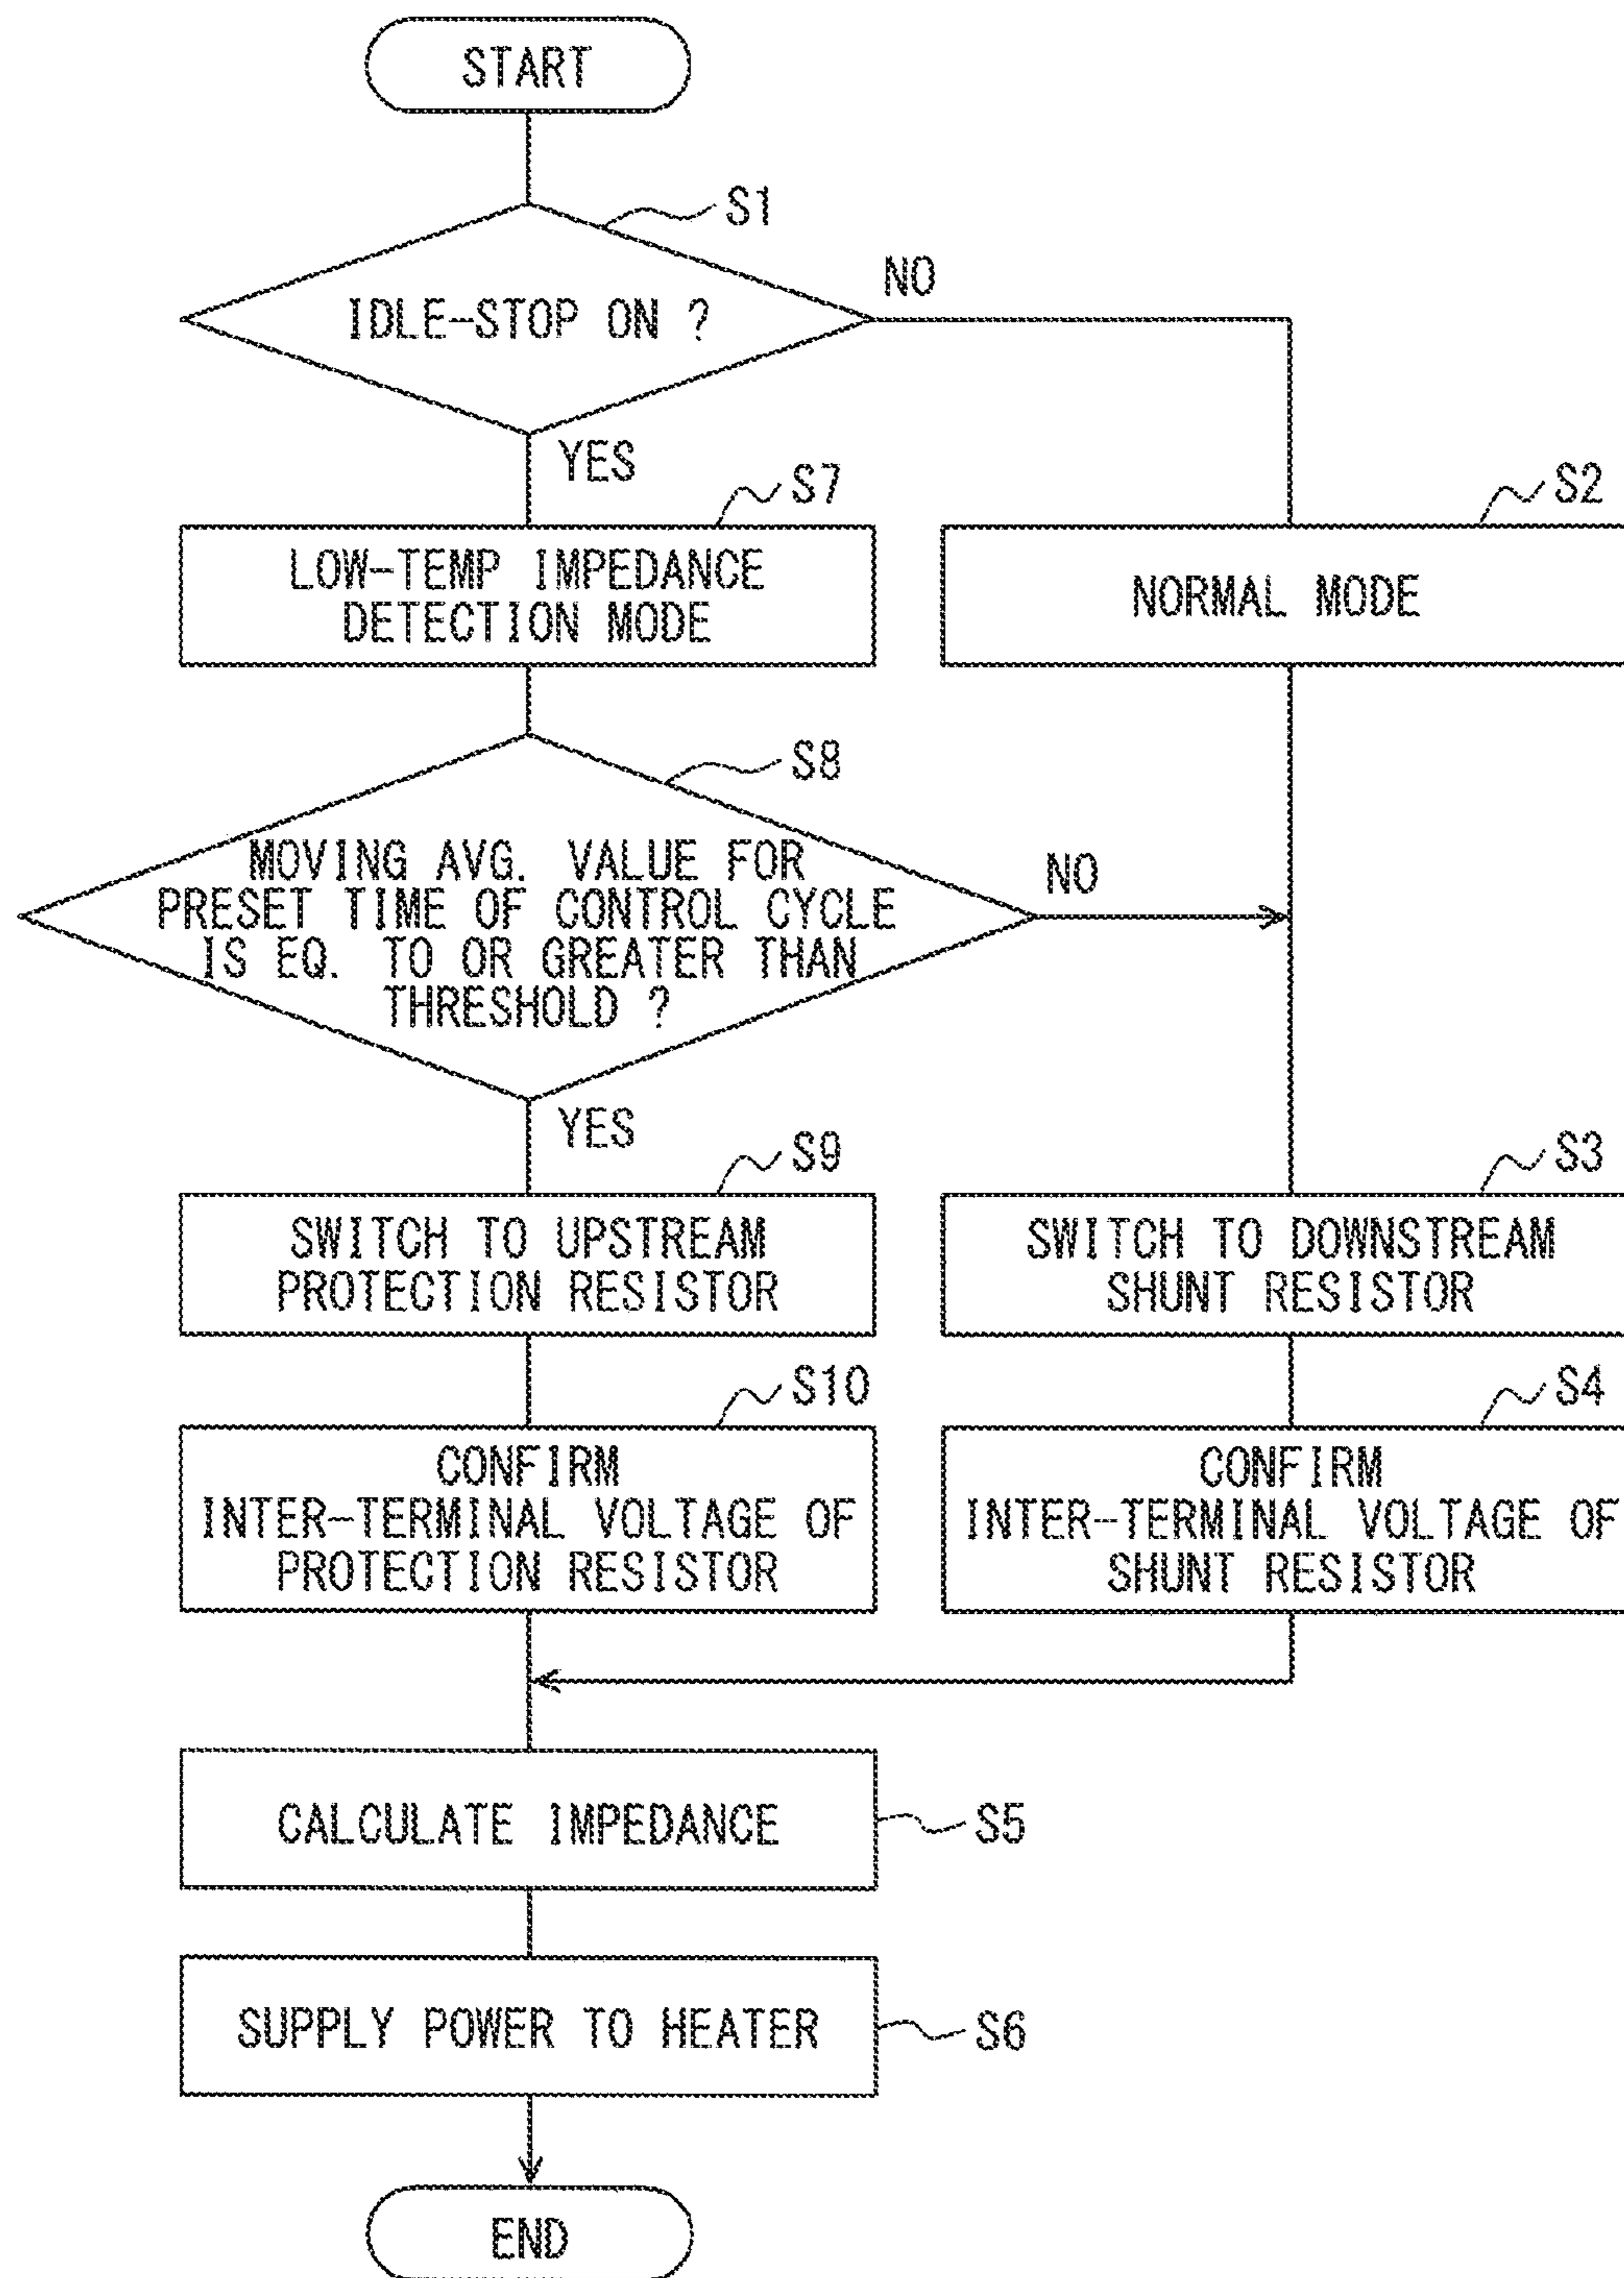 START
S1
IDLE-STOP ON ?
NO
YES
S7
LOW-TEMP IMPEDANCE
DETECTION MODE
S2
NORMAL MODE
S8
MOVING AVG. VALUE FOR
PRESET TIME OF CONTROL CYCLE
IS EQ. TO OR GREATER THAN
THRESHOLD ?
NO
YES
S9
SWITCH TO UPSTREAM
PROTECTION RESISTOR
S3
SWITCH TO DOWNSTREAM
SHUNT RESISTOR
S10
CONFIRM
INTER-TERMINAL VOLTAGE OF
PROTECTION RESISTOR
S4
CONFIRM
INTER-TERMINAL VOLTAGE OF
SHUNT RESISTOR
CALCULATE IMPEDANCE
S5
SUPPLY POWER TO HEATER
S6
END